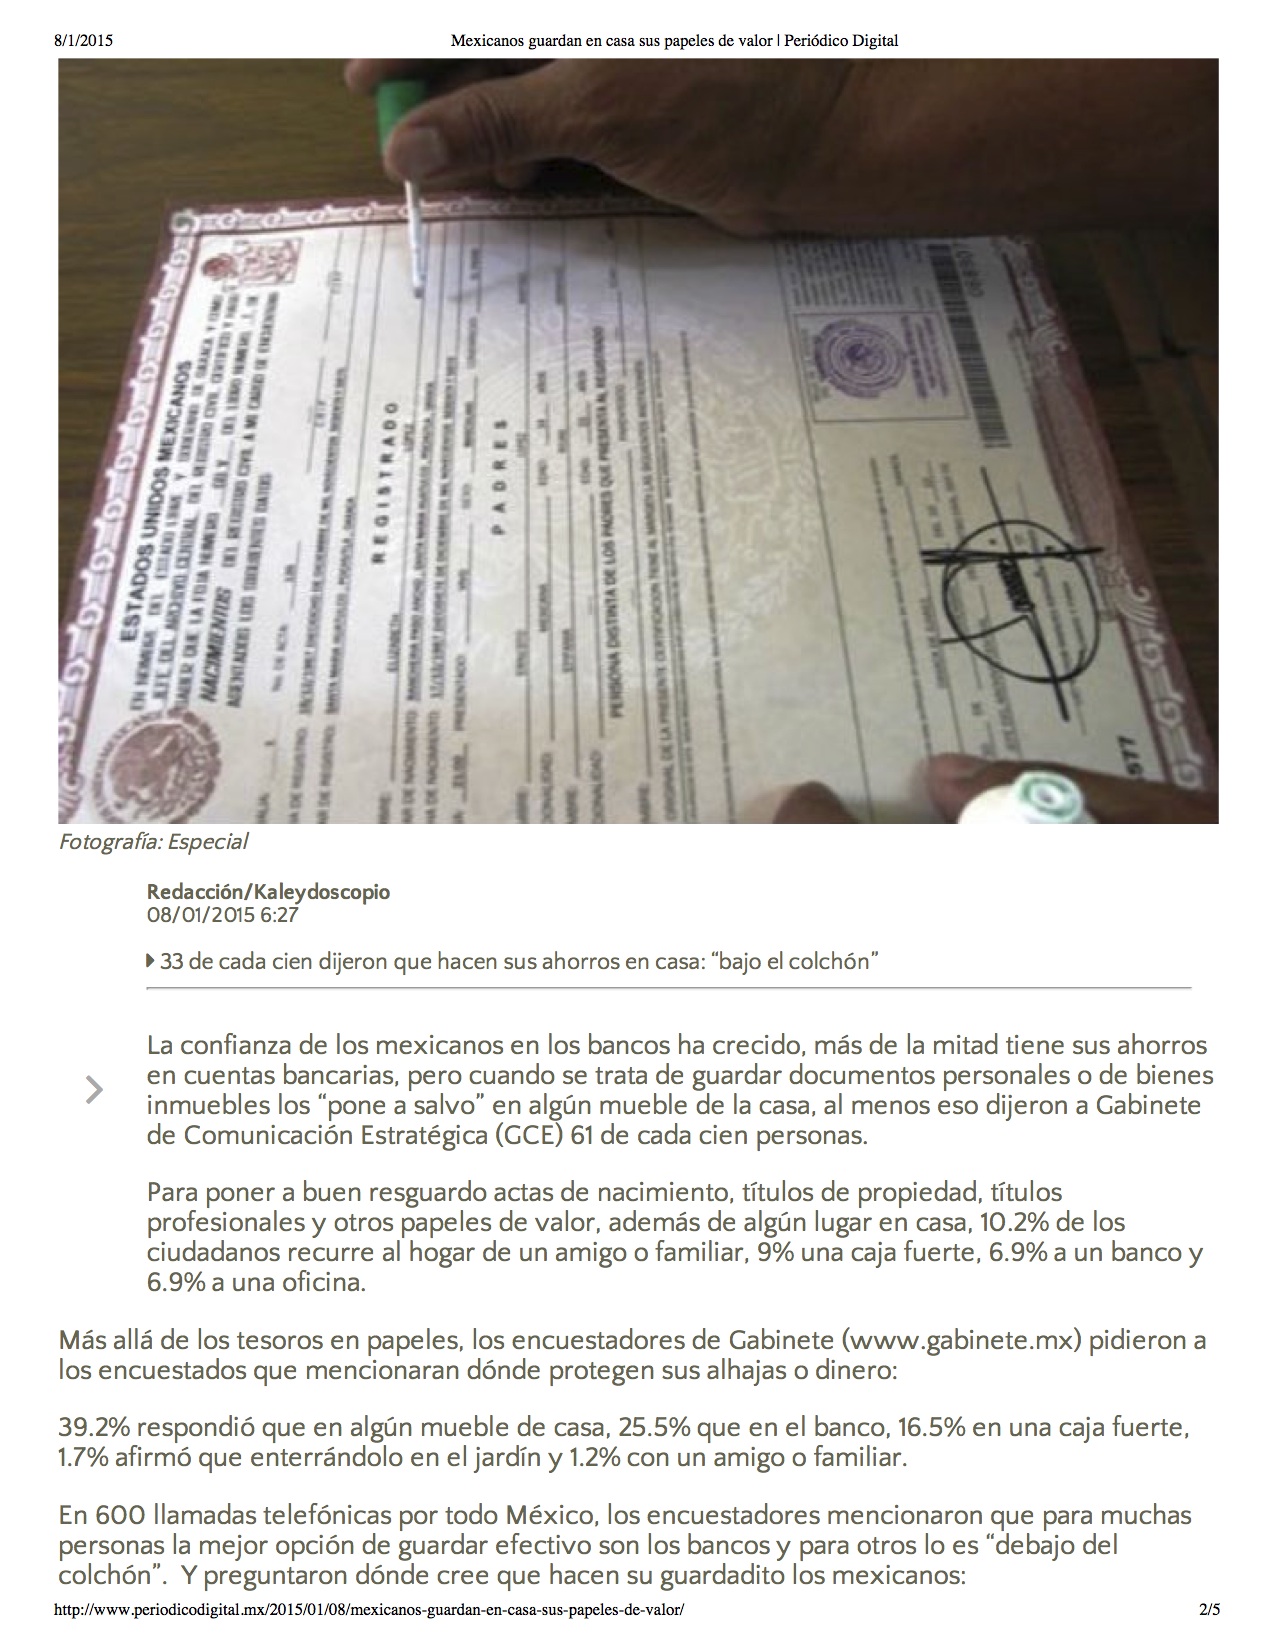 8/1/2015
Mexicanos guardan en casa sus papeles de valor | Periódico Digital
ESTADOS UNIDOS MEXICANOS
NACIMIENTOS
REGISTRADO
ELIZABETH
PADRES
PERSONA DISTINTA DE LOS PADRES QUE PRESENTA AL REGISTRADO
577
Fotografía: Especial
Redacción/Kaleydoscopio
08/01/2015 6:27
33 de cada cien dijeron que hacen sus ahorros en casa: “bajo el colchón”
La confianza de los mexicanos en los bancos ha crecido, más de la mitad tiene sus ahorros
en cuentas bancarias, pero cuando se trata de guardar documentos personales o de bienes
inmuebles los “pone a salvo” en algún mueble de la casa, al menos eso dijeron a Gabinete
de Comunicación Estratégica (GCE) 61 de cada cien personas.
Para poner a buen resguardo actas de nacimiento, títulos de propiedad, títulos
profesionales y otros papeles de valor, además de algún lugar en casa, 10.2% de los
ciudadanos recurre al hogar de un amigo o familiar, 9% una caja fuerte, 6.9% a un banco y
6.9% a una oficina.
Más allá de los tesoros en papeles, los encuestadores de Gabinete (www.gabinete.mx) pidieron a
los encuestados que mencionaran dónde protegen sus alhajas o dinero:
39.2% respondió que en algún mueble de casa, 25.5% que en el banco, 16.5% en una caja fuerte,
1.7% afirmó que enterrándolo en el jardín y 1.2% con un amigo o familiar.
En 600 llamadas telefónicas por todo México, los encuestadores mencionaron que para muchas
personas la mejor opción de guardar efectivo son los bancos y para otros lo es “debajo del
colchón”.  Y preguntaron dónde cree que hacen su guardadito los mexicanos:
http://www.periodicodigital.mx/2015/01/08/mexicanos-guardan-en-casa-sus-papeles-de-valor/
2/5